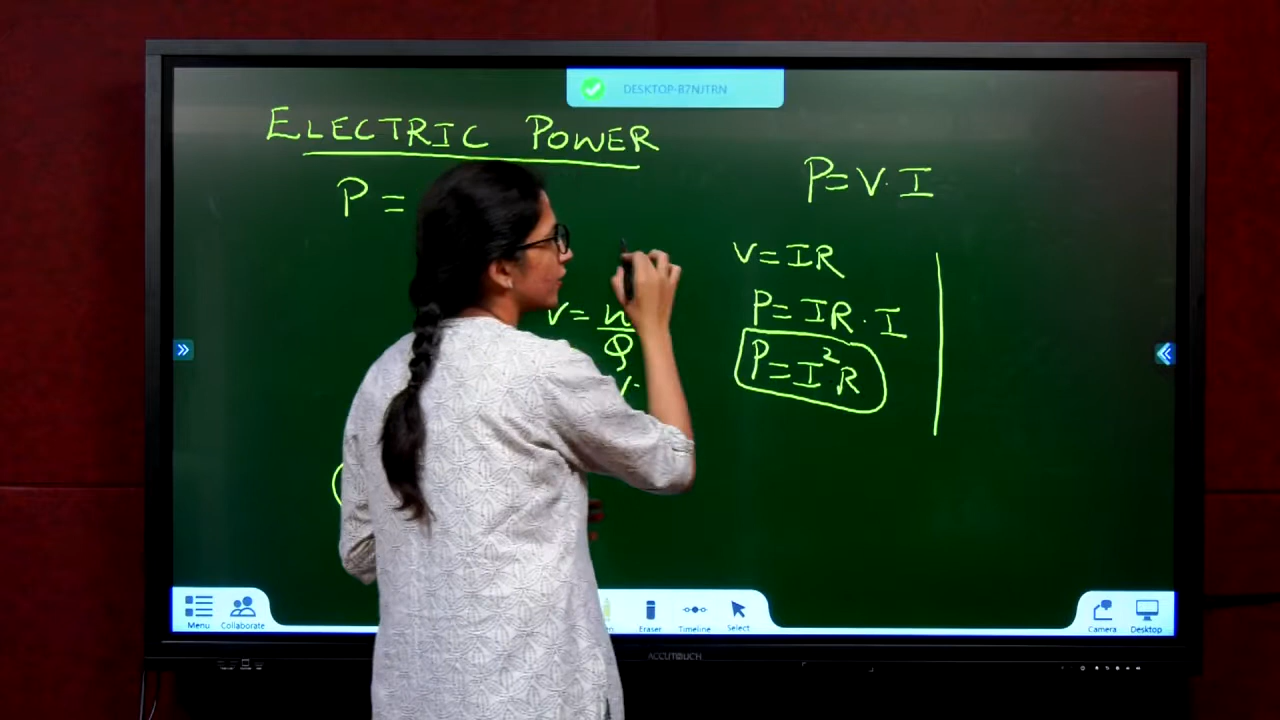 DESKTOP-B7NJTRN
ELECTRIC POWER
P =
P = V . I
V =
Q
V = IR
P = IR . I
P = I²R
Menu
Collaborate
Eraser
Timeline
Select
Camera
Desktop
ACCUTOUCH